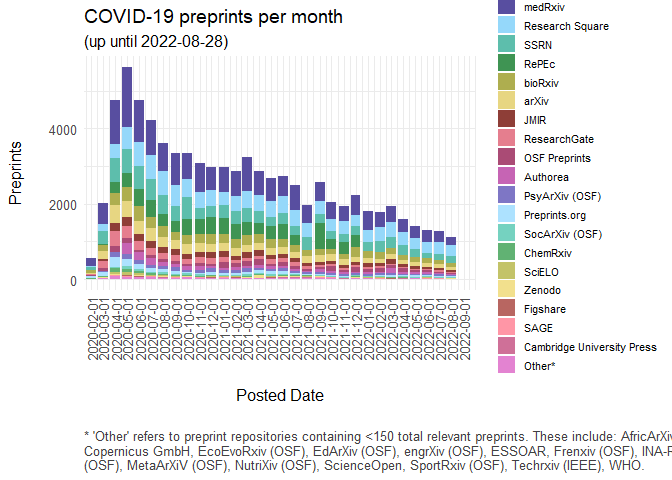 COVID-19 preprints per month
(up until 2022-08-28)
Preprints
4000
2000
0
2020-02-01
2020-03-01
2020-04-01
2020-05-01
2020-06-01
2020-07-01
2020-08-01
2020-09-01
2020-10-01
2020-11-01
2020-12-01
2021-01-01
2021-02-01
2021-03-01
2021-04-01
2021-05-01
2021-06-01
2021-07-01
2021-08-01
2021-09-01
2021-10-01
2021-11-01
2021-12-01
2022-01-01
2022-02-01
2022-03-01
2022-04-01
2022-05-01
2022-06-01
2022-07-01
2022-08-01
2022-09-01
Posted Date
medRxiv
Research Square
SSRN
RePEc
bioRxiv
arXiv
JMIR
ResearchGate
OSF Preprints
Authorea
PsyArXiv (OSF)
Preprints.org
SocArXiv (OSF)
ChemRxiv
SciELO
Zenodo
Figshare
SAGE
Cambridge University Press
Other*
* 'Other' refers to preprint repositories containing <150 total relevant preprints. These include: AfricArXiv
Copernicus GmbH, EcoEvoRxiv (OSF), EdArXiv (OSF), engrXiv (OSF), ESSOAR, Frenxiv (OSF), INA-R
(OSF), MetaArXiV (OSF), NutriXiv (OSF), ScienceOpen, SportRxiv (OSF), Techrxiv (IEEE), WHO.